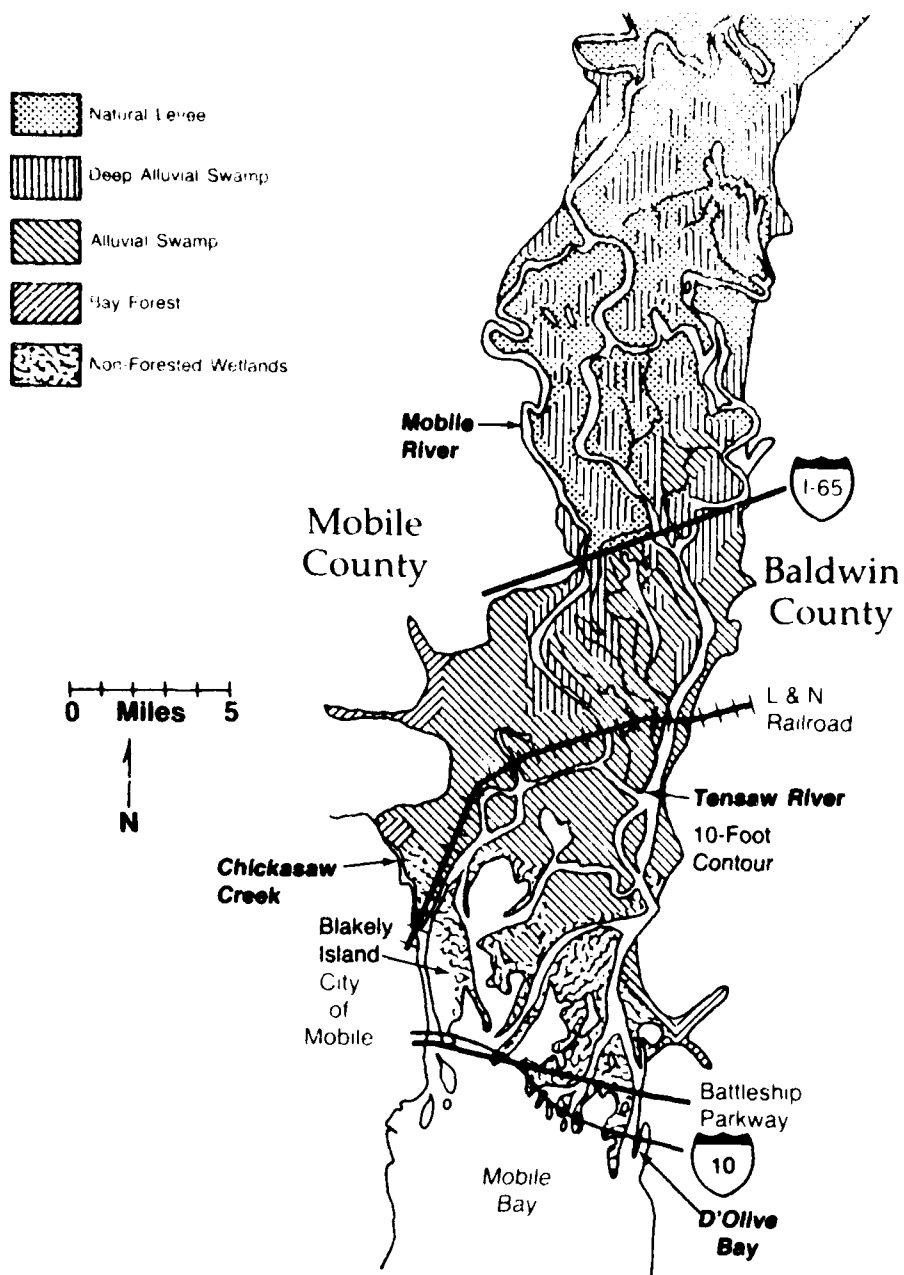 Natural Levee
Deep Alluvial Swamp
Alluvial Swamp
Bay Forest
Non-Forested Wetlands
Mobile
River
I-65
Mobile
County
Baldwin
County
0 Miles 5
N
L & N
Railroad
Tensaw River
10-Foot
Contour
Chickasaw
Creek
Blakely
Island
City
of
Mobile
Battleship
Parkway
10
Mobile
Bay
D'Olive
Bay